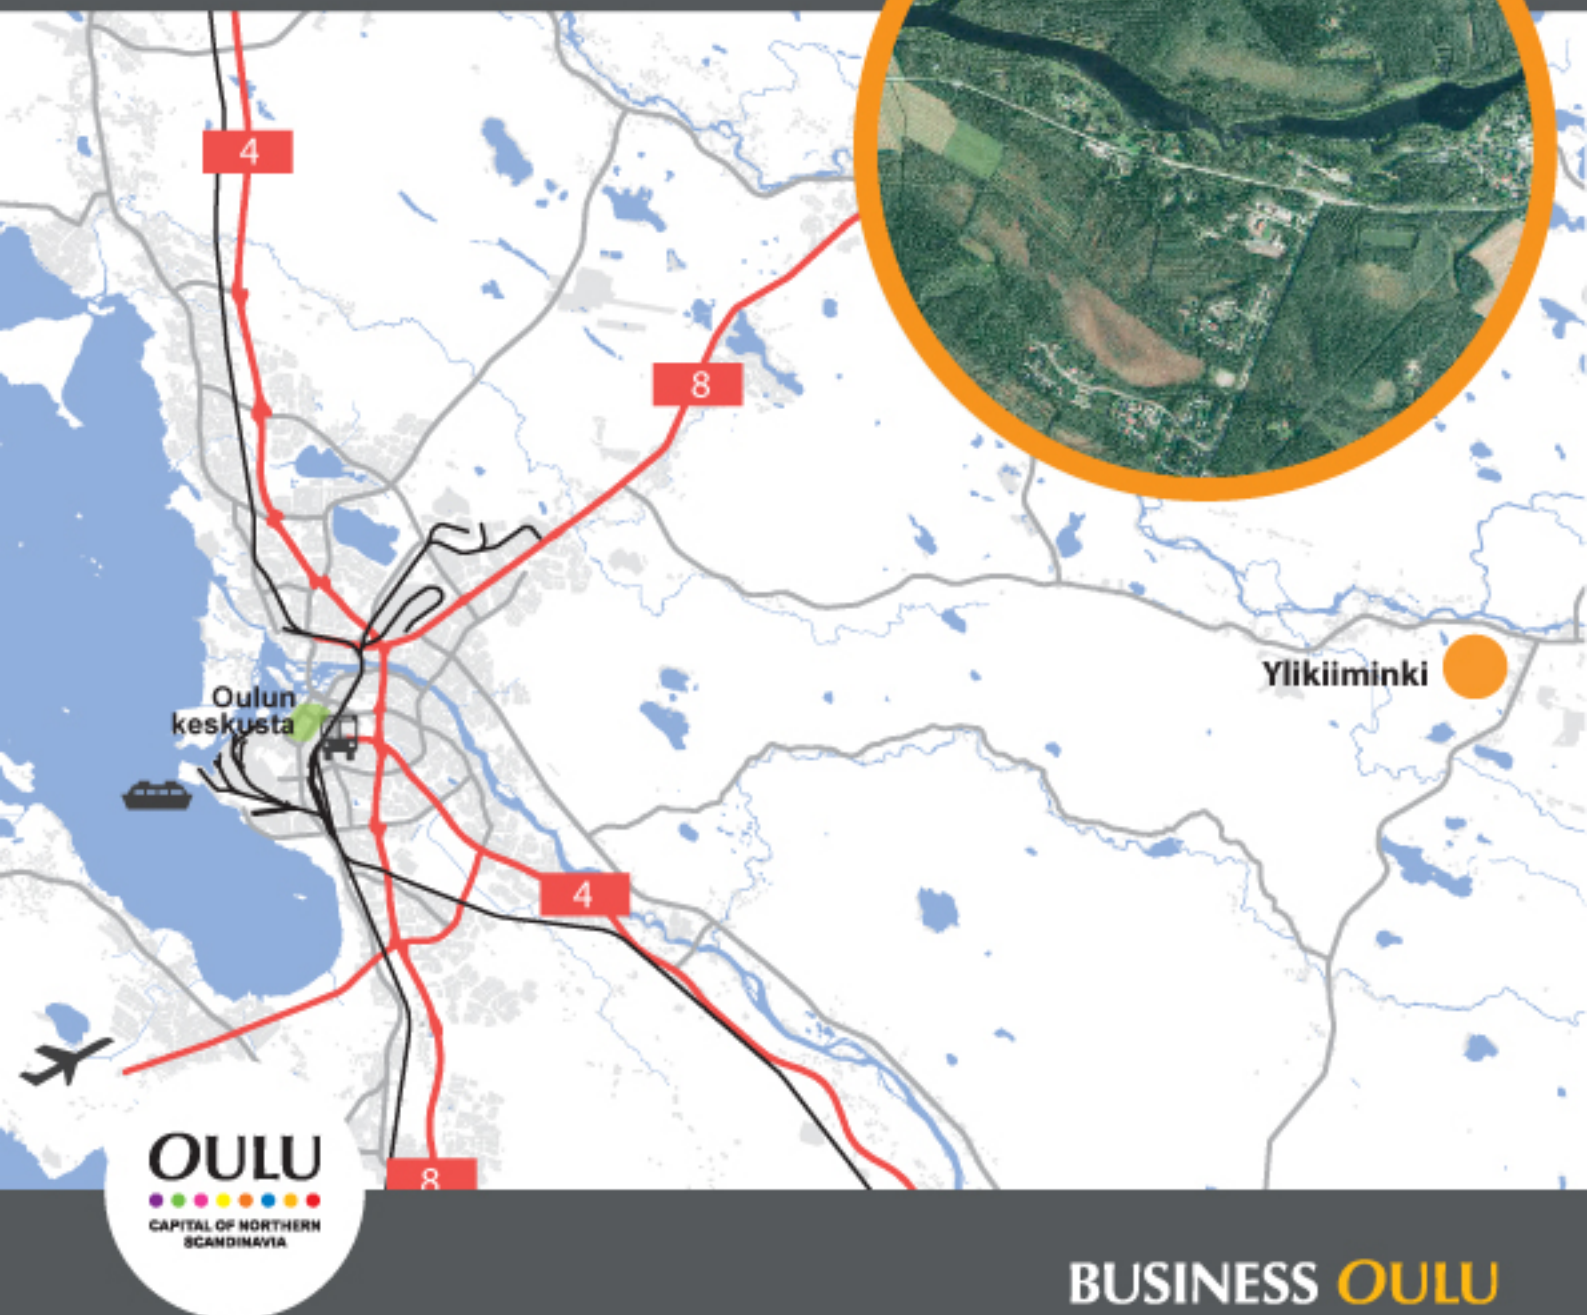 4
8
Ylikiiminki
Oulun
keskusta
4
8
OULU
CAPITAL OF NORTHERN
SCANDINAVIA
BUSINESS OULU